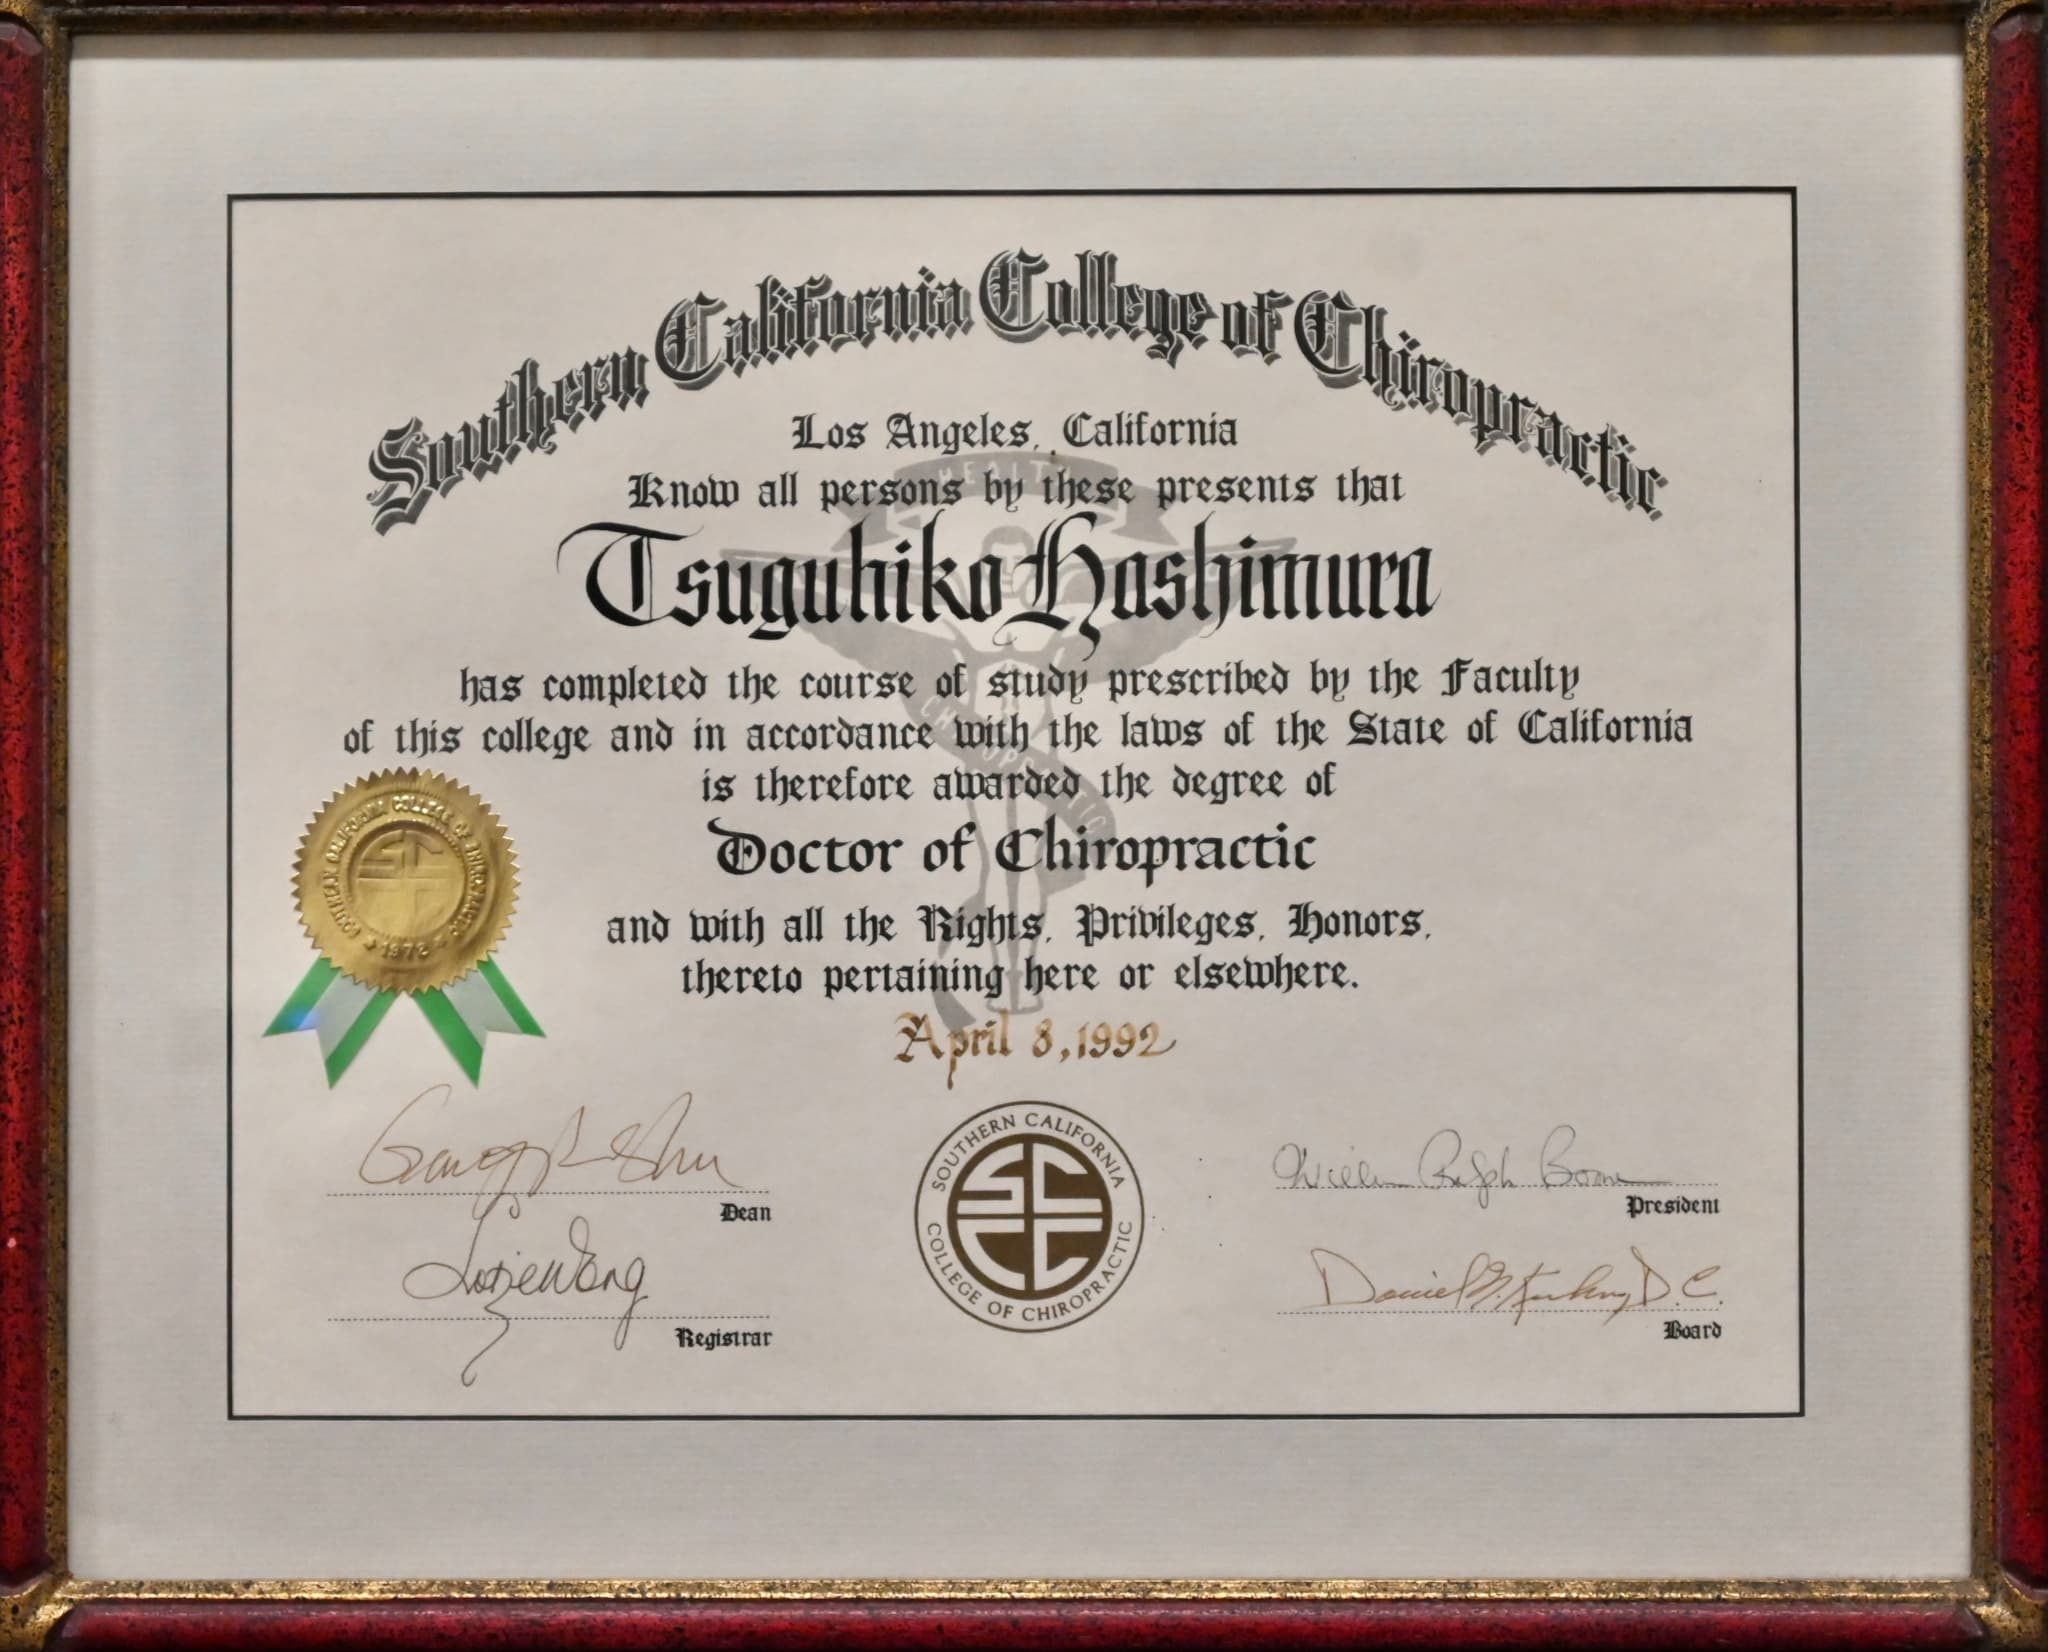 Southern California College of Chiropractic
Los Angeles, California
Know all persons by these presents that
Tsuguhiko Hashimura
has completed the course of study prescribed by the Faculty
of this college and in accordance with the laws of the State of California
is therefore awarded the degree of
Doctor of Chiropractic
and with all the Rights, Privileges, Honors,
thereto pertaining here or elsewhere.
April 8, 1992
HEALTH
CHIROPRACTIC
SOUTHERN CALIFORNIA COLLEGE OF CHIROPRACTIC
1978
Dean
William Ralph Boone
President
Registrar
Daniel D.C.
Board
SOUTHERN CALIFORNIA
SCCC
COLLEGE OF CHIROPRACTIC